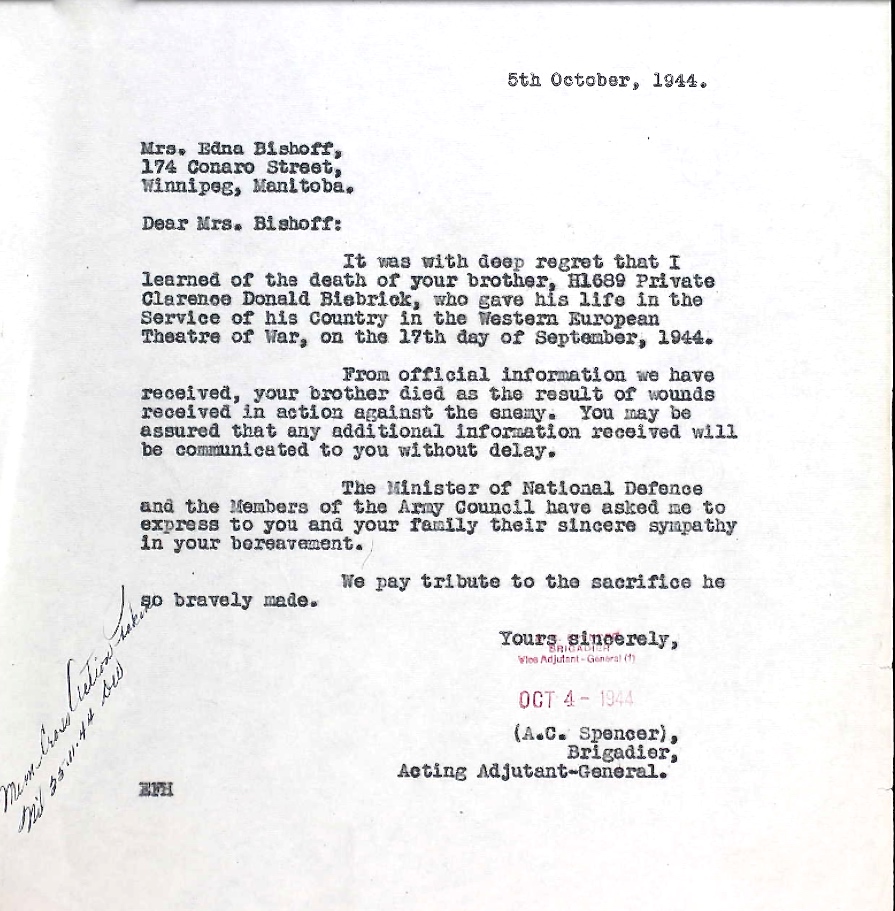 5th October, 1944.
Mrs. Edna Bishoff,
174 Conaro Street,
Winnipeg, Manitoba.
Dear Mrs. Bishoff:
It was with deep regret that I
learned of the death of your brother, H1689 Private
Clarence Donald Biebrick, who gave his life in the
Service of his Country in the Western European
Theatre of War, on the 17th day of September, 1944.
From official information we have
received, your brother died as the result of wounds
received in action against the enemy. You may be
assured that any additional information received will
be communicated to you without delay.
The Minister of National Defence
and the Members of the Army Council have asked me to
express to you and your family their sincere sympathy
in your bereavement.
We pay tribute to the sacrifice he
so bravely made.
Yours sincerely,
BRIGADIER
Vice Adjutant-General (1)
OCT 4- 1944
(A.C. Spencer),
Brigadier,
Acting Adjutant-General.
EFH
Mem Cross Action taken